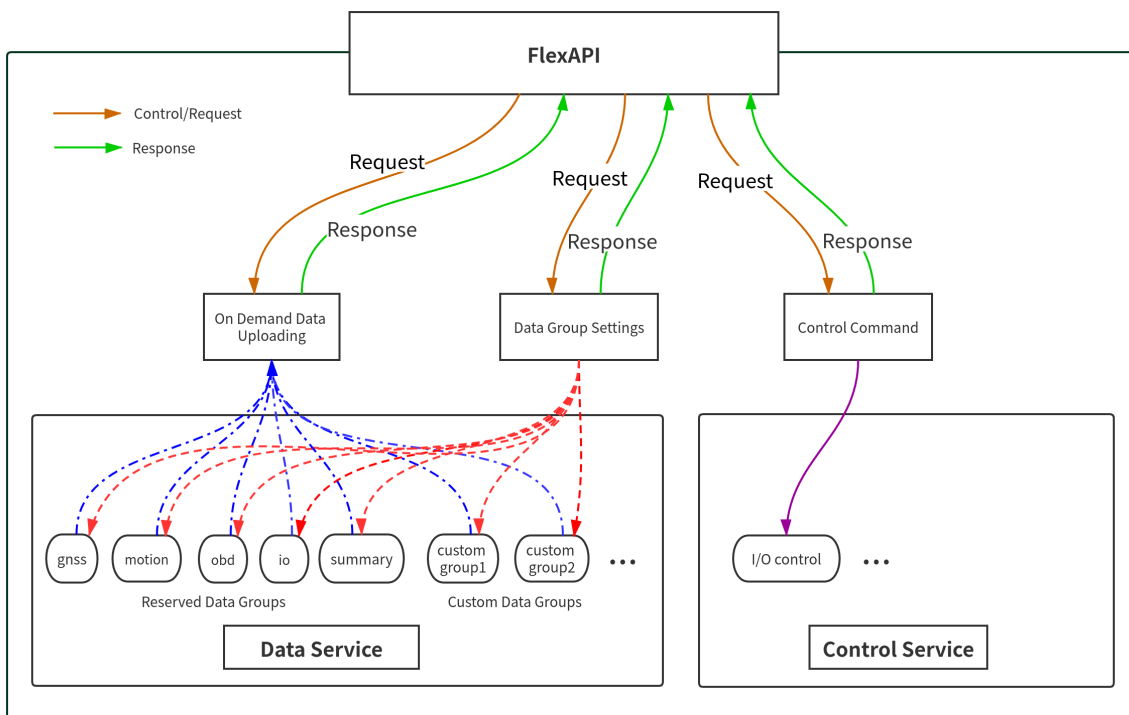 FlexAPI
Control/Request
Response
Request
Request
Request
Response
Response
Response
On Demand Data
Uploading
Data Group Settings
Control Command
gnss
motion
obd
io
summary
custom
group1
custom
group2
...
I/O control
...
Reserved Data Groups
Custom Data Groups
Data Service
Control Service